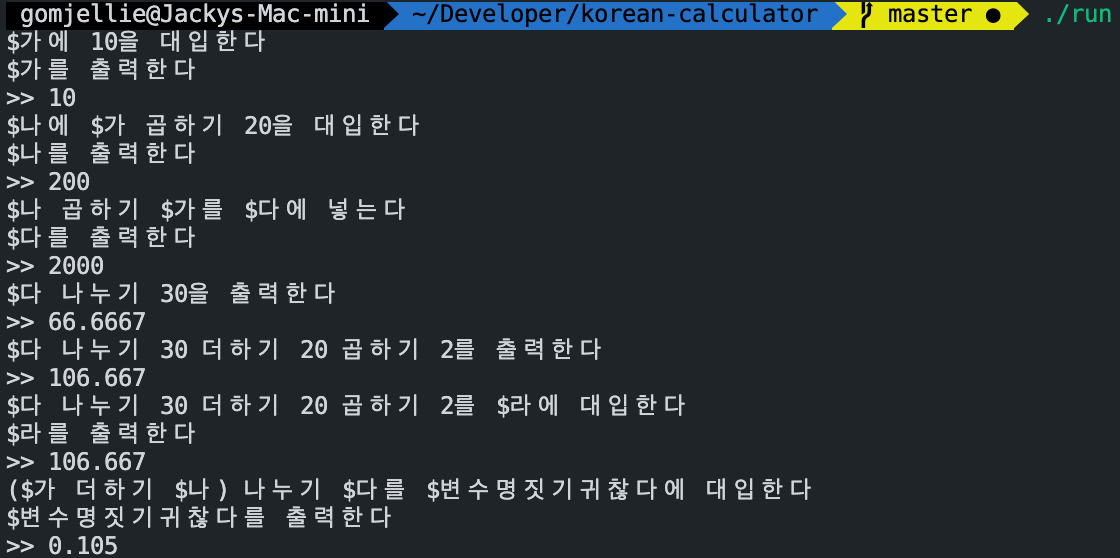 gomjellie@Jackys-Mac-mini ~/Developer/korean-calculator master ● ./run
$가에 10을 대입한다
$가를 출력한다
>> 10
$나에 $가 곱하기 20을 대입한다
$나를 출력한다
>> 200
$나 곱하기 $가를 $다에 넣는다
$다를 출력한다
>> 2000
$다 나누기 30을 출력한다
>> 66.6667
$다 나누기 30 더하기 20 곱하기 2를 출력한다
>> 106.667
$다 나누기 30 더하기 20 곱하기 2를 $라에 대입한다
$라를 출력한다
>> 106.667
($가 더하기 $나) 나누기 $다를 $변수명짓기귀찮다에 대입한다
$변수명짓기귀찮다를 출력한다
>> 0.105